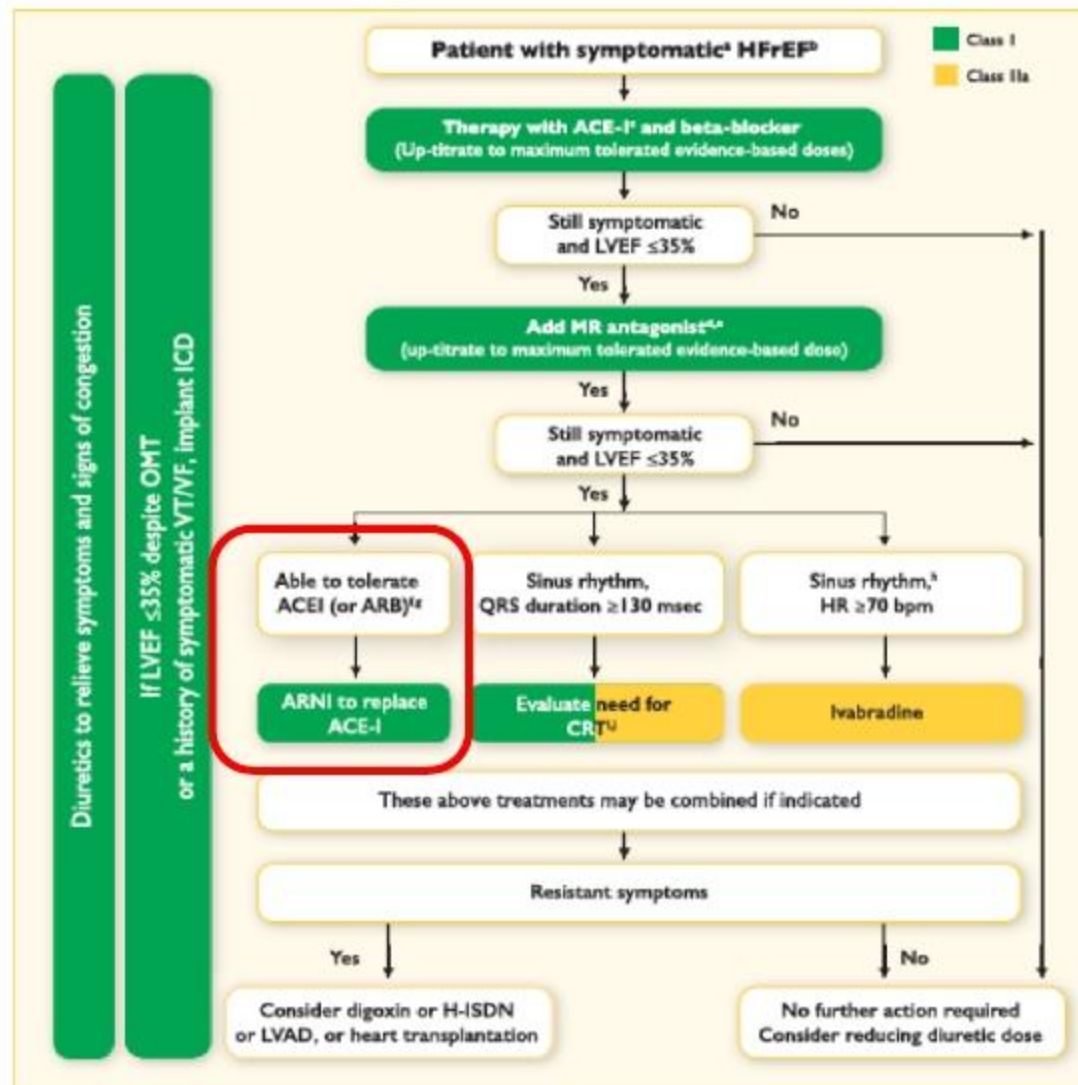 Patient with symptomaticᵃ HFrEFᵇ
Class I
Class IIa
Therapy with ACE-Iᶜ and beta-blocker
(Up-titrate to maximum tolerated evidence-based doses)
Still symptomatic
and LVEF ≤35%
No
Yes
Add MR antagonistᵈ,ᵉ
(up-titrate to maximum tolerated evidence-based dose)
Yes
Still symptomatic
and LVEF ≤35%
No
Yes
Able to tolerate
ACEI (or ARB)ᶠ,ᵍ
Sinus rhythm,
QRS duration ≥130 msec
Sinus rhythm,ʰ
HR ≥70 bpm
ARNI to replace
ACE-I
Evaluate need for
CRTⁱ,ʲ
Ivabradine
These above treatments may be combined if indicated
Resistant symptoms
Yes
No
Consider digoxin or H-ISDN
or LVAD, or heart transplantation
No further action required
Consider reducing diuretic dose
Diuretics to relieve symptoms and signs of congestion
If LVEF ≤35% despite OMT
or a history of symptomatic VT/VF, implant ICD